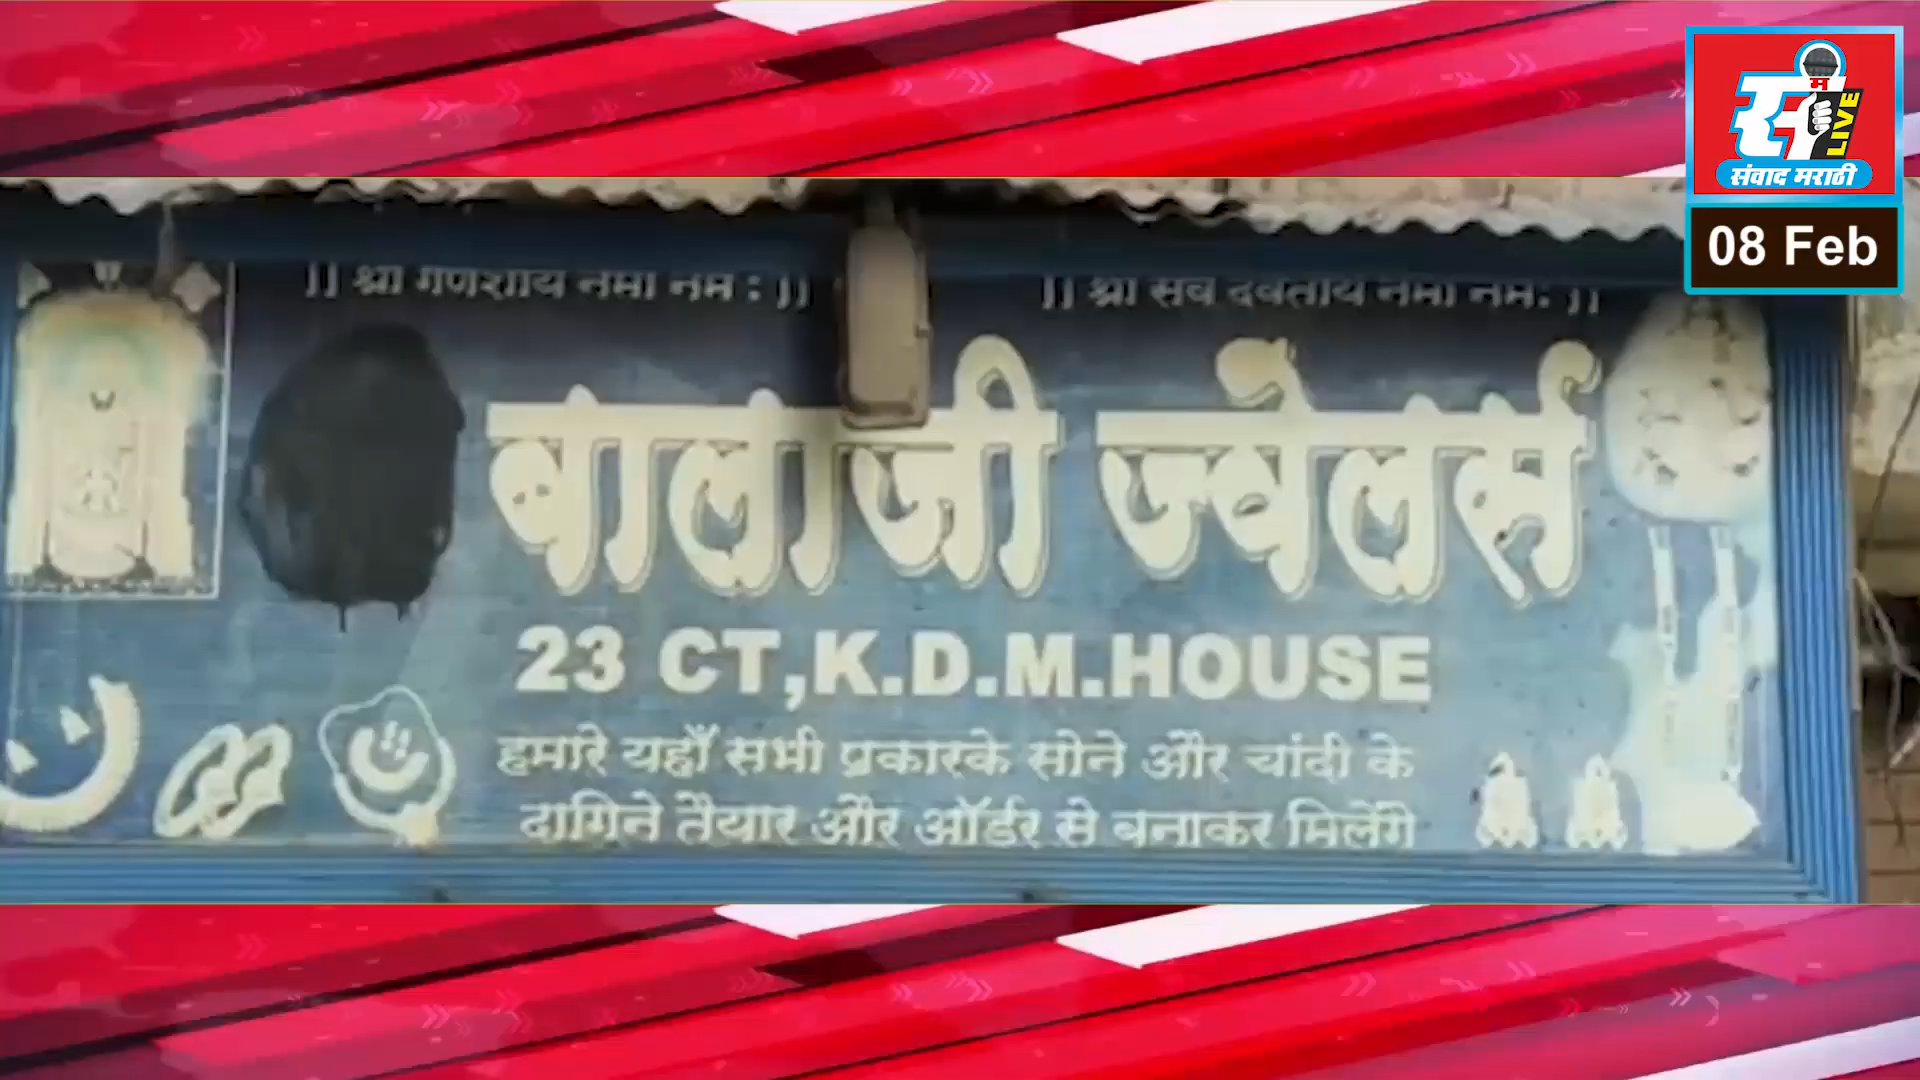 संवाद मराठी
LIVE
08 Feb
|| श्री गणेशाय नमो नम : ||
|| श्री सर्व देवताय नमो नम: ||
बालाजी ज्वेलर्स
23 CT,K.D.M.HOUSE
हमारे यहाँ सभी प्रकारके सोने और चांदी के
दागिने तैयार और ऑर्डर से बनाकर मिलेंगे